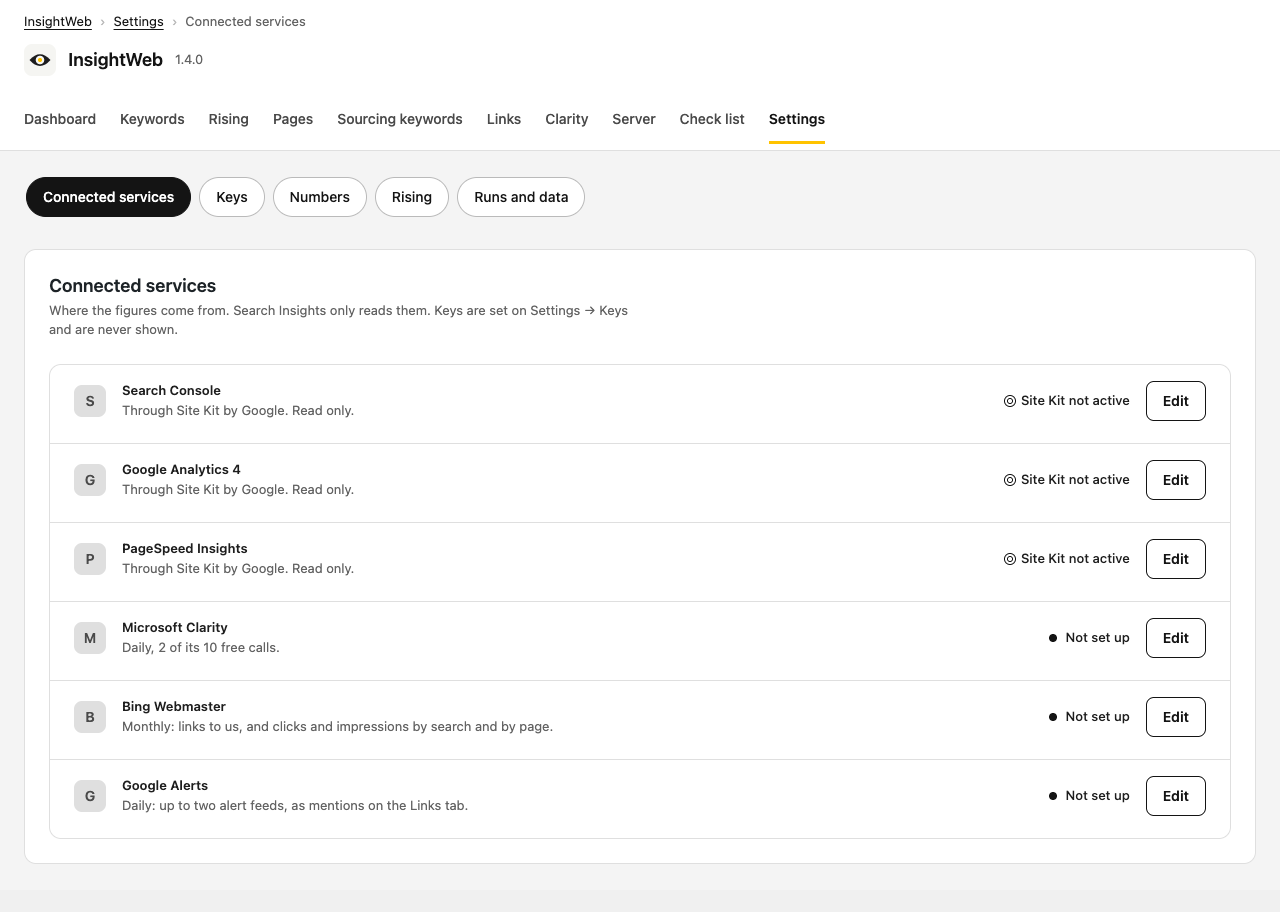 InsightWeb › Settings › Connected services
InsightWeb 1.4.0
Dashboard Keywords Rising Pages Sourcing keywords Links Clarity Server Check list Settings
Connected services Keys Numbers Rising Runs and data
Connected services
Where the figures come from. Search Insights only reads them. Keys are set on Settings → Keys
and are never shown.
S Search Console
Through Site Kit by Google. Read only.
Site Kit not active Edit
G Google Analytics 4
Through Site Kit by Google. Read only.
Site Kit not active Edit
P PageSpeed Insights
Through Site Kit by Google. Read only.
Site Kit not active Edit
M Microsoft Clarity
Daily, 2 of its 10 free calls.
Not set up Edit
B Bing Webmaster
Monthly: links to us, and clicks and impressions by search and by page.
Not set up Edit
G Google Alerts
Daily: up to two alert feeds, as mentions on the Links tab.
Not set up Edit